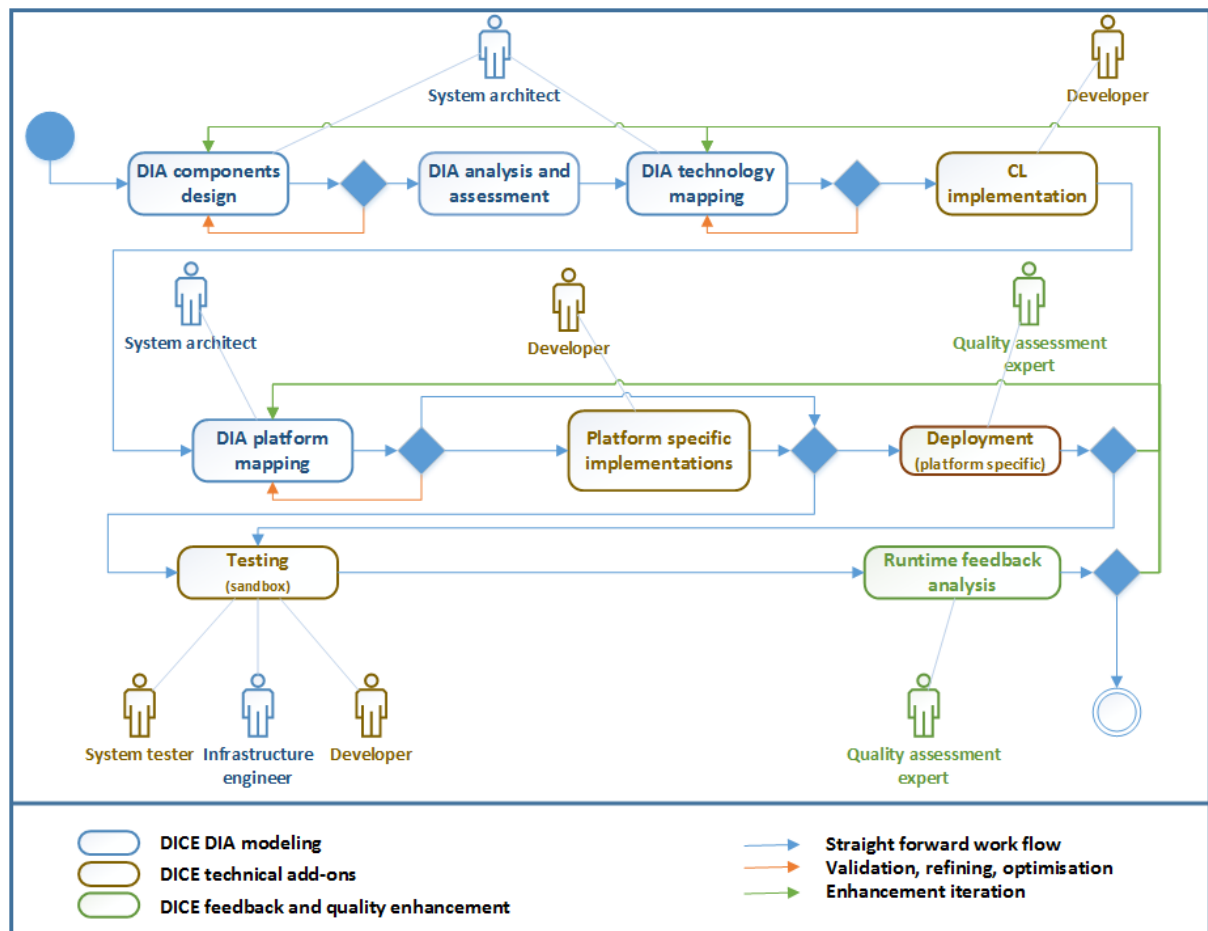 System architect
Developer
DIA components
design
DIA analysis and
assessment
DIA technology
mapping
CL
implementation
System architect
Developer
Quality assessment
expert
DIA platform
mapping
Platform specific
implementations
Deployment
(platform specific)
Testing
(sandbox)
Runtime feedback
analysis
System tester
Infrastructure
engineer
Developer
Quality assessment
expert
DICE DIA modeling
DICE technical add-ons
DICE feedback and quality enhancement
Straight forward work flow
Validation, refining, optimisation
Enhancement iteration